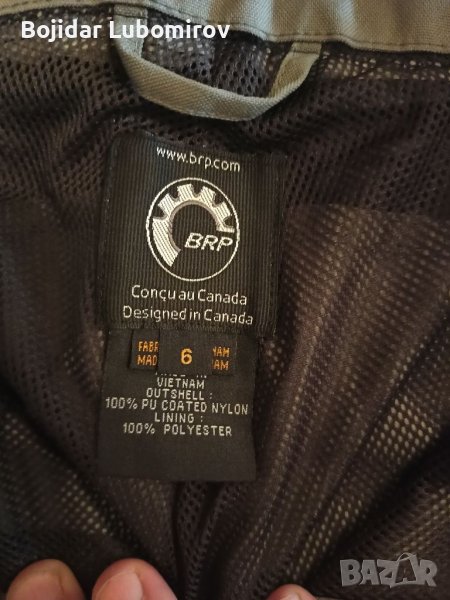 Bojidar Lubomirov
www.brp.com
BRP
Conçu au Canada
Designed in Canada
6
VIETNAM
OUTSHELL :
100% PU COATED NYLON
LINING :
100% POLYESTER
BAZAR